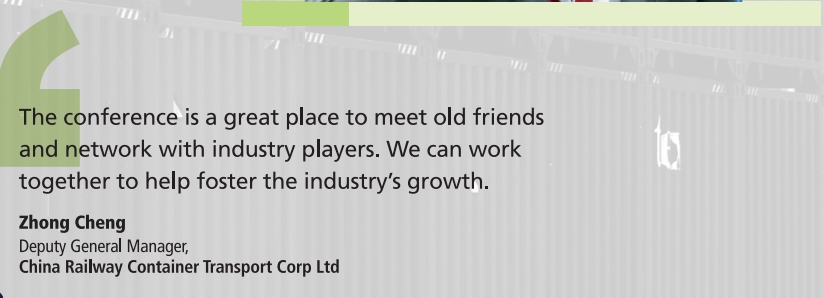 The conference is a great place to meet old friends
and network with industry players. We can work
together to help foster the industry’s growth.
Zhong Cheng
Deputy General Manager,
China Railway Container Transport Corp Ltd